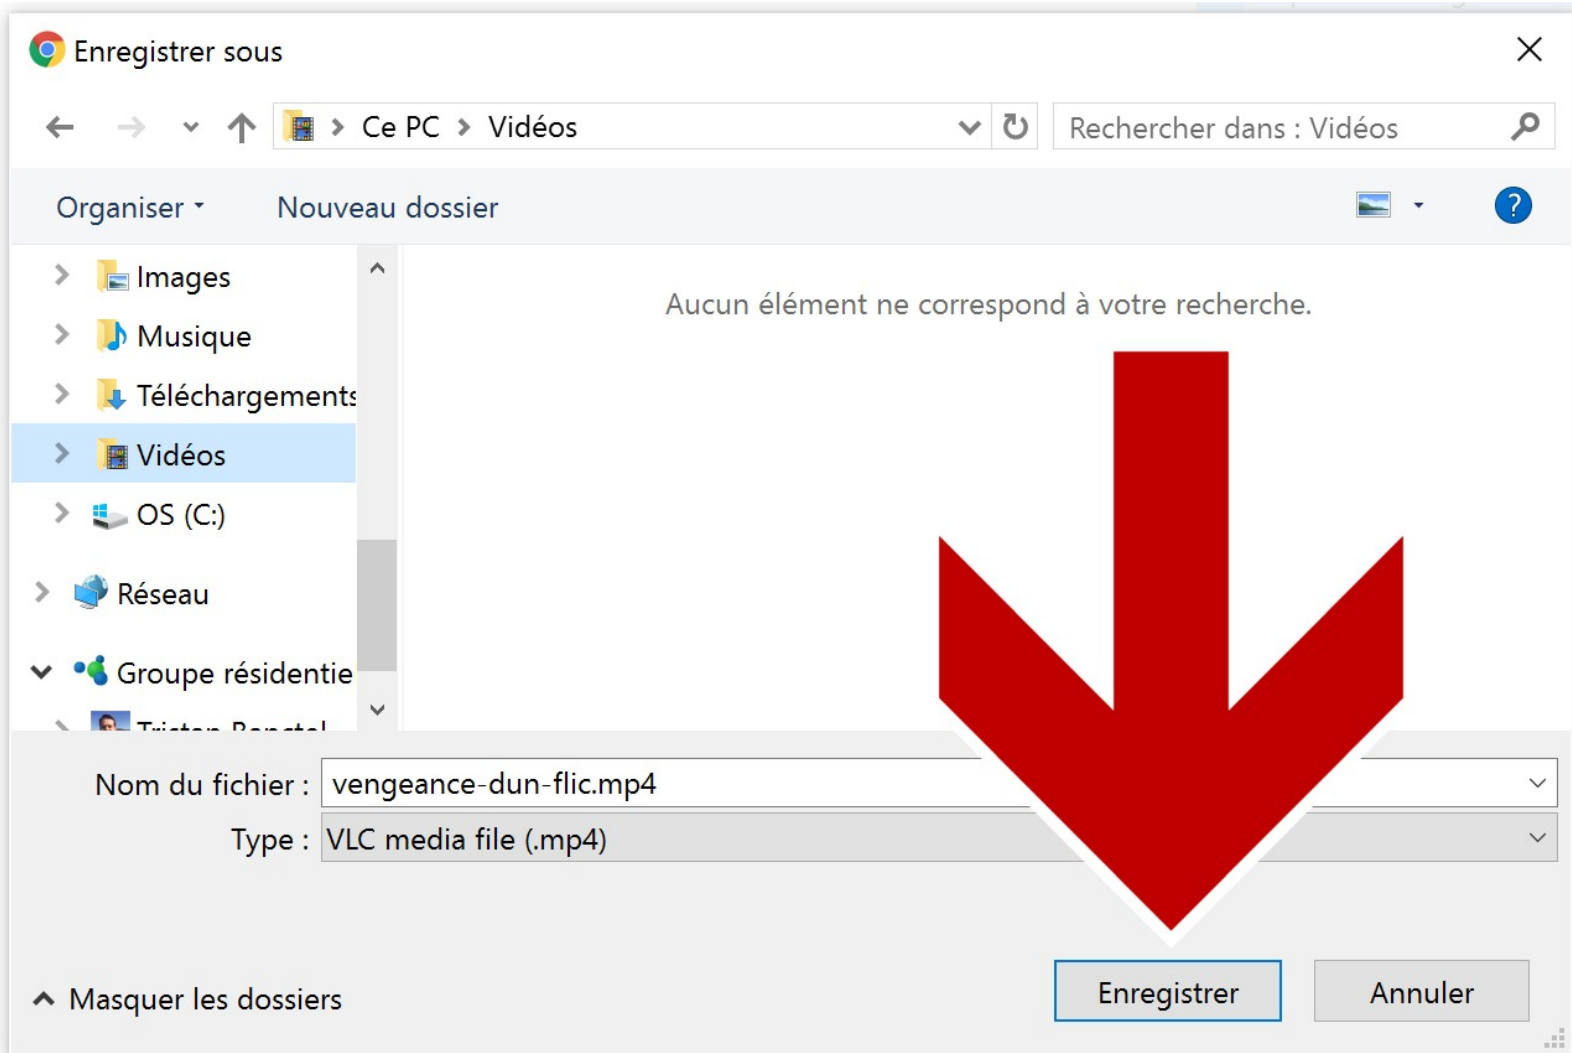 Enregistrer sous
Ce PC > Vidéos
Rechercher dans : Vidéos
Organiser
Nouveau dossier
?
Images
Aucun élément ne correspond à votre recherche.
Musique
Téléchargements
Vidéos
OS (C:)
Réseau
Groupe résidentie
Nom du fichier : vengeance-dun-flic.mp4
Type : VLC media file (.mp4)
Masquer les dossiers
Enregistrer
Annuler